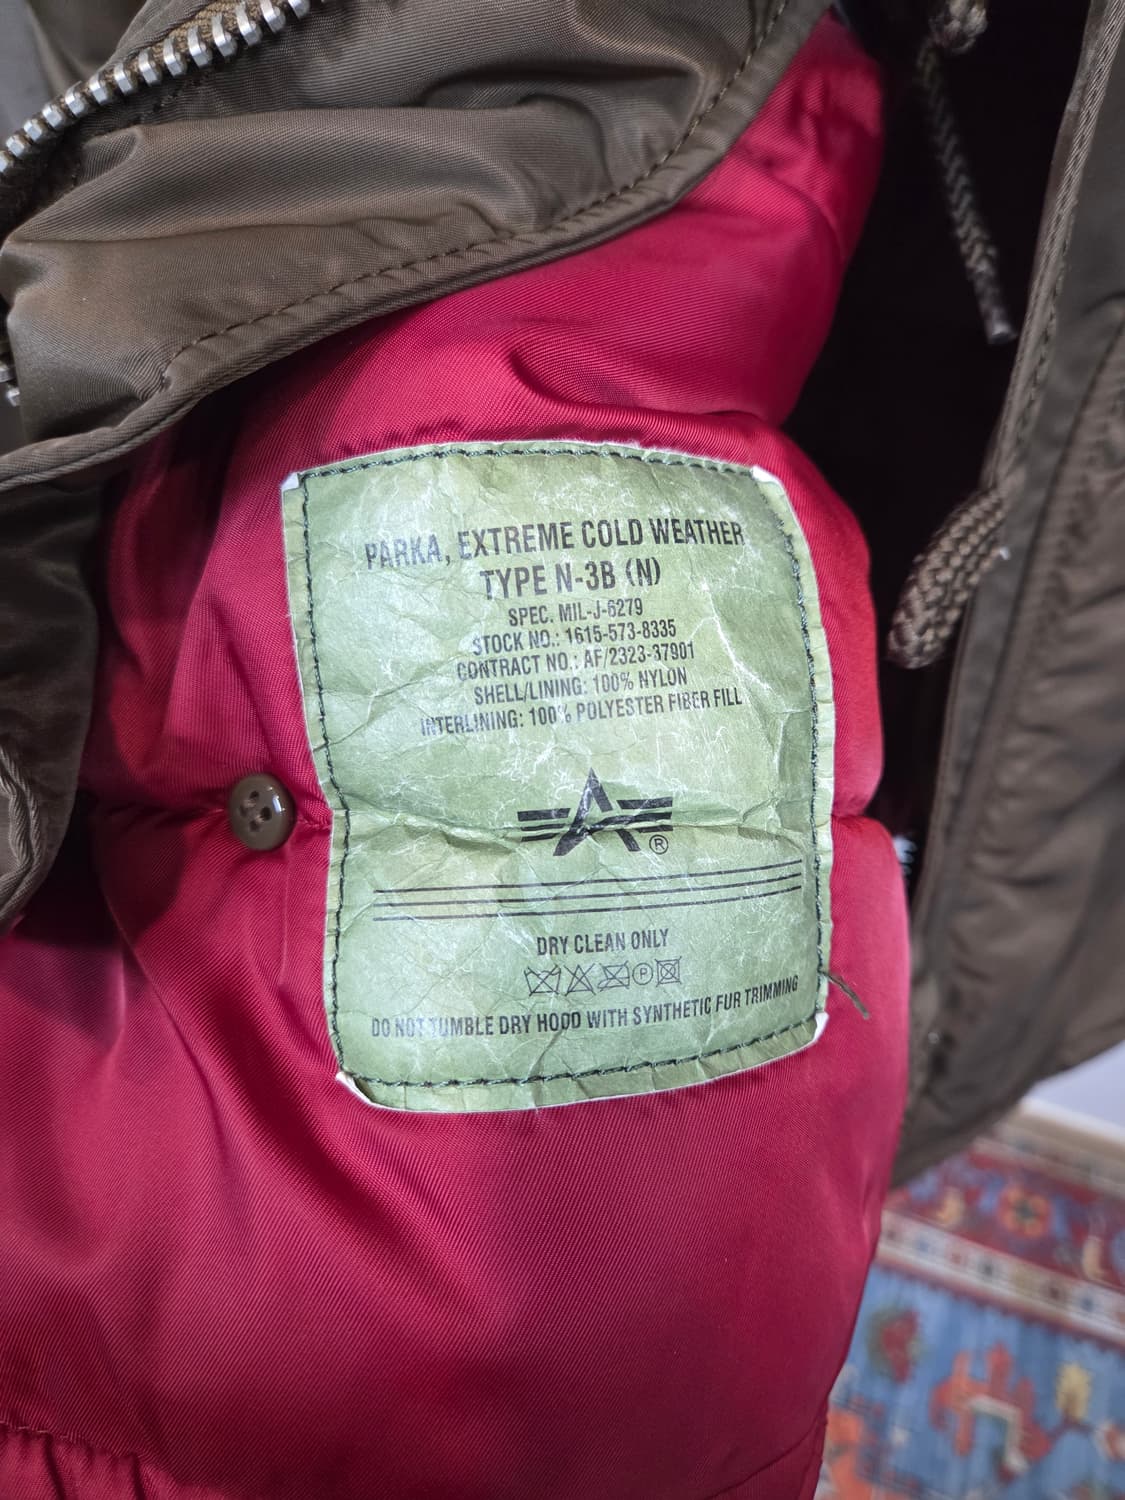 PARKA, EXTREME COLD WEATHER
TYPE N-3B (N)
SPEC. MIL-J-6279
STOCK NO.: 1615-573-8335
CONTRACT NO.: AF/2323-37901
SHELL/LINING: 100% NYLON
INTERLINING: 100% POLYESTER FIBER FILL
®
DRY CLEAN ONLY
P
DO NOT TUMBLE DRY HOOD WITH SYNTHETIC FUR TRIMMING